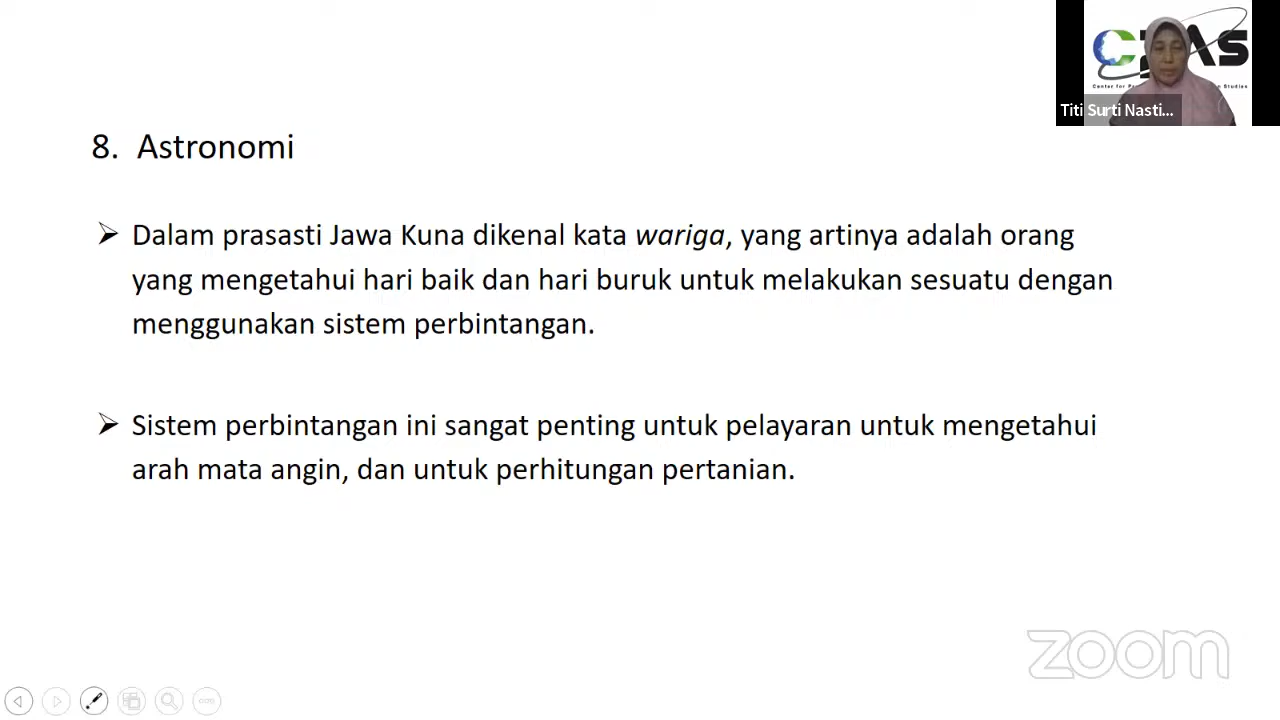 CPAS
Titi Surti Nasti...
8. Astronomi
➢ Dalam prasasti Jawa Kuna dikenal kata wariga, yang artinya adalah orang
yang mengetahui hari baik dan hari buruk untuk melakukan sesuatu dengan
menggunakan sistem perbintangan.
➢ Sistem perbintangan ini sangat penting untuk pelayaran untuk mengetahui
arah mata angin, dan untuk perhitungan pertanian.
zoom